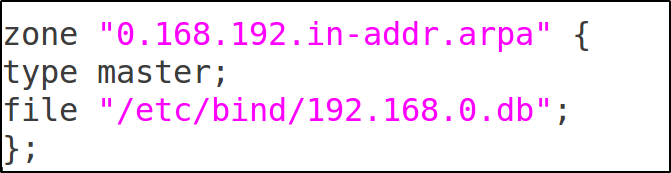 zone "0.168.192.in-addr.arpa" {
type master;
file "/etc/bind/192.168.0.db";
};